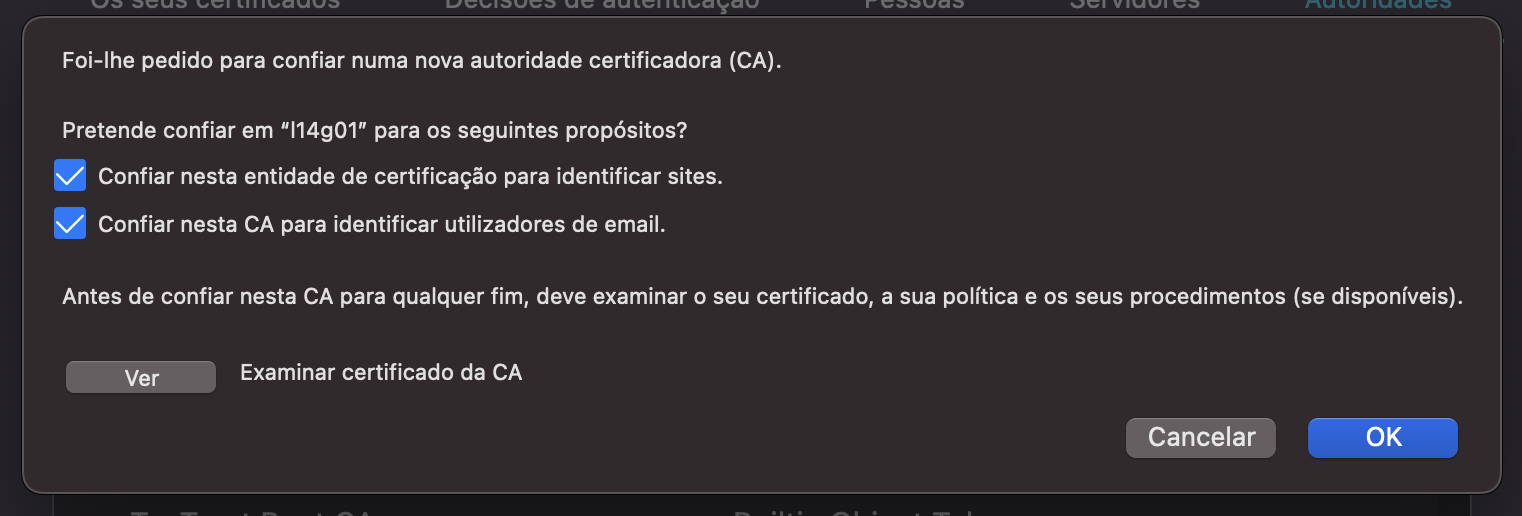 Os seus certificados Decisões de autenticação Pessoas Servidores Autoridades
Foi-lhe pedido para confiar numa nova autoridade certificadora (CA).
Pretende confiar em “l14g01” para os seguintes propósitos?
Confiar nesta entidade de certificação para identificar sites.
Confiar nesta CA para identificar utilizadores de email.
Antes de confiar nesta CA para qualquer fim, deve examinar o seu certificado, a sua política e os seus procedimentos (se disponíveis).
Ver Examinar certificado da CA
Cancelar OK